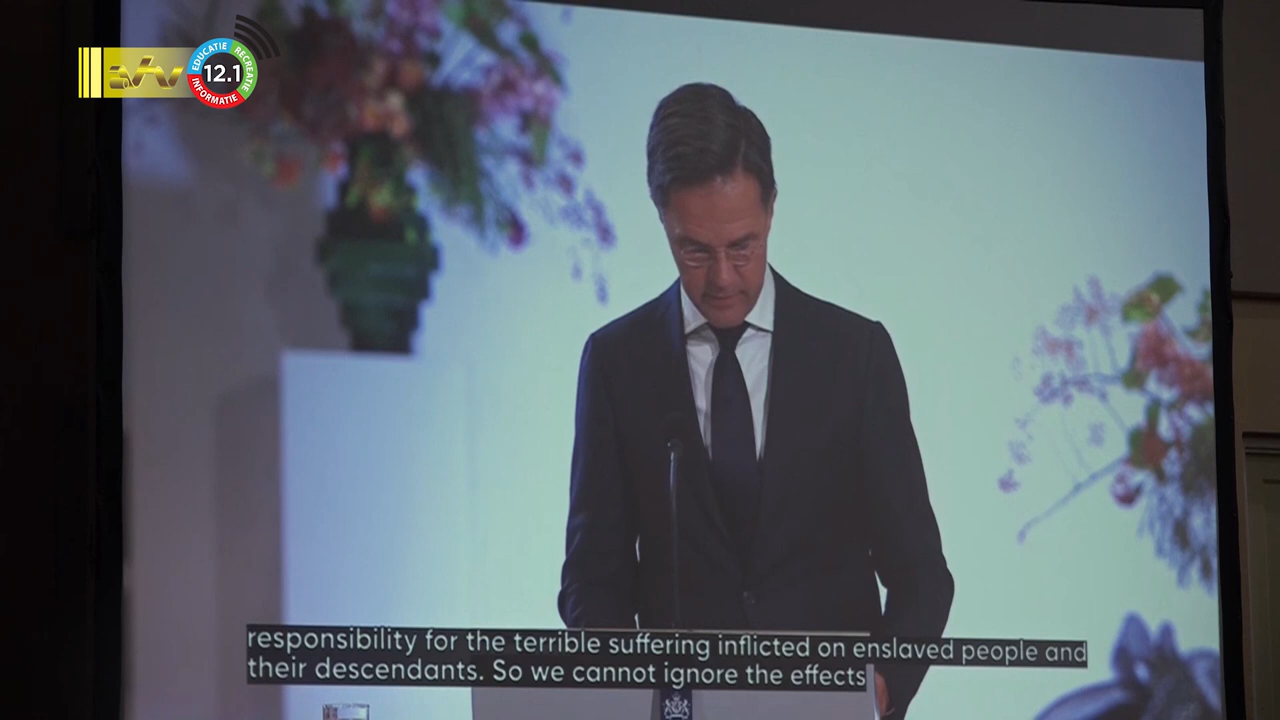 EDUCATIE
RECREATIE
INFORMATIE
12.1
responsibility for the terrible suffering inflicted on enslaved people and
their descendants. So we cannot ignore the effects